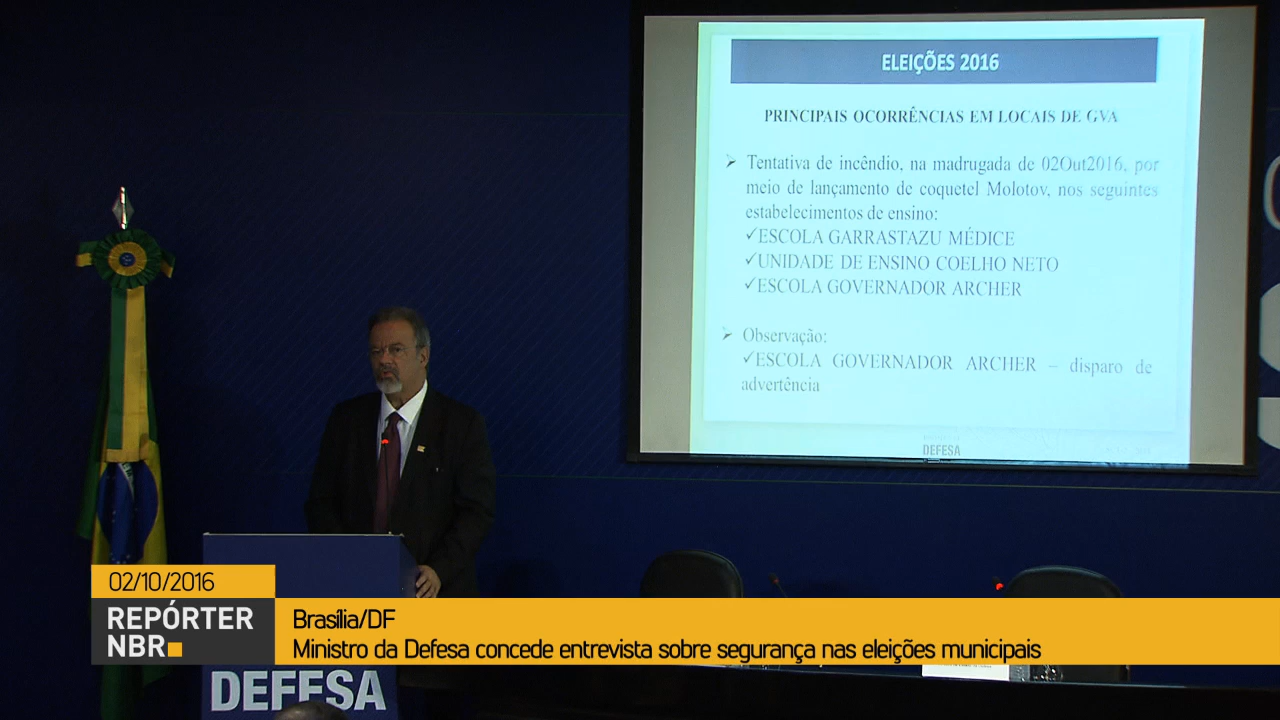 ELEIÇÕES 2016
PRINCIPAIS OCORRÊNCIAS EM LOCAIS DE GVA
➢ Tentativa de incêndio, na madrugada de 02Out2016, por
meio de lançamento de coquetel Molotov, nos seguintes
estabelecimentos de ensino:
✓ESCOLA GARRASTAZU MÉDICE
✓UNIDADE DE ENSINO COELHO NETO
✓ESCOLA GOVERNADOR ARCHER
➢ Observação:
✓ESCOLA GOVERNADOR ARCHER – disparo de
advertência
DEFESA
02/10/2016
REPÓRTER
NBR
Brasília/DF
Ministro da Defesa concede entrevista sobre segurança nas eleições municipais
DEFESA